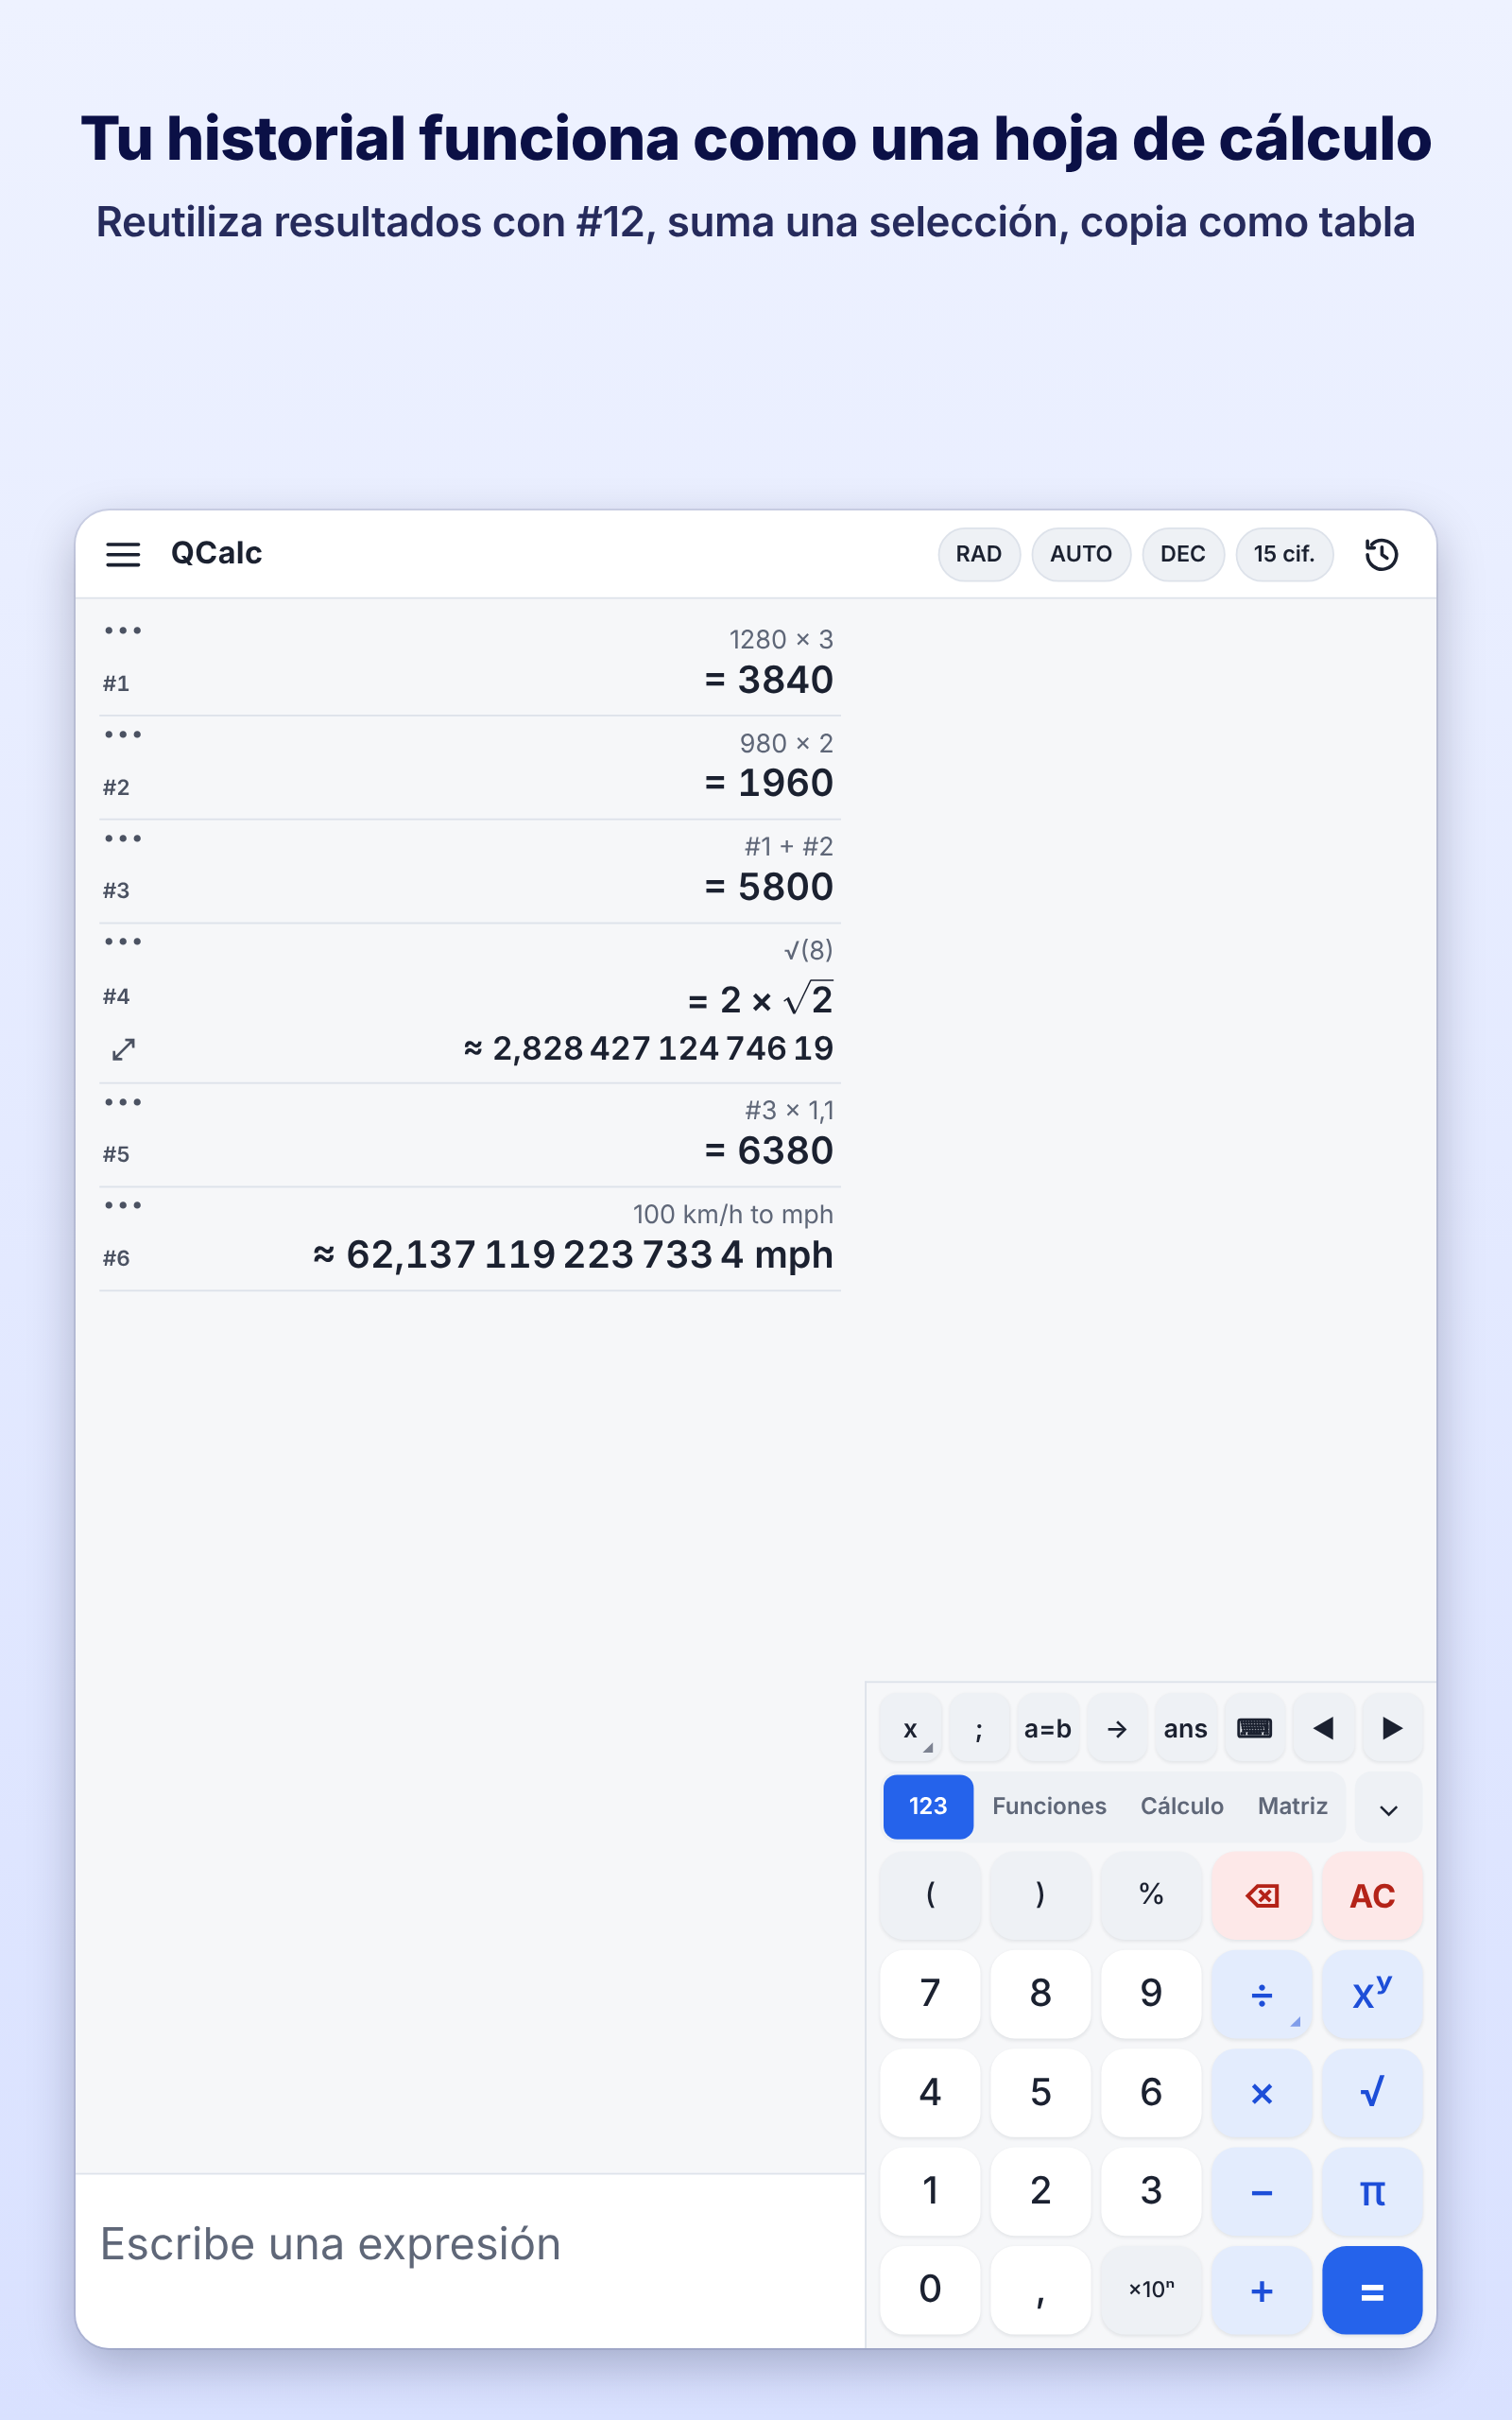 Tu historial funciona como una hoja de cálculo
Reutiliza resultados con #12, suma una selección, copia como tabla
QCalc
RAD
AUTO
DEC
15 cif.
1280 × 3
#1
= 3840
980 × 2
#2
= 1960
#1 + #2
#3
= 5800
√(8)
#4
= 2 × √2
≈ 2,828 427 124 746 19
#3 × 1,1
#5
= 6380
100 km/h to mph
#6
≈ 62,137 119 223 733 4 mph
x ; a=b → ans ⌨ ◀ ▶
123 Funciones Cálculo Matriz
( ) % ⌫ AC
7 8 9 ÷ xʸ
4 5 6 × √
1 2 3 − π
0 , ×10ⁿ + =
Escribe una expresión